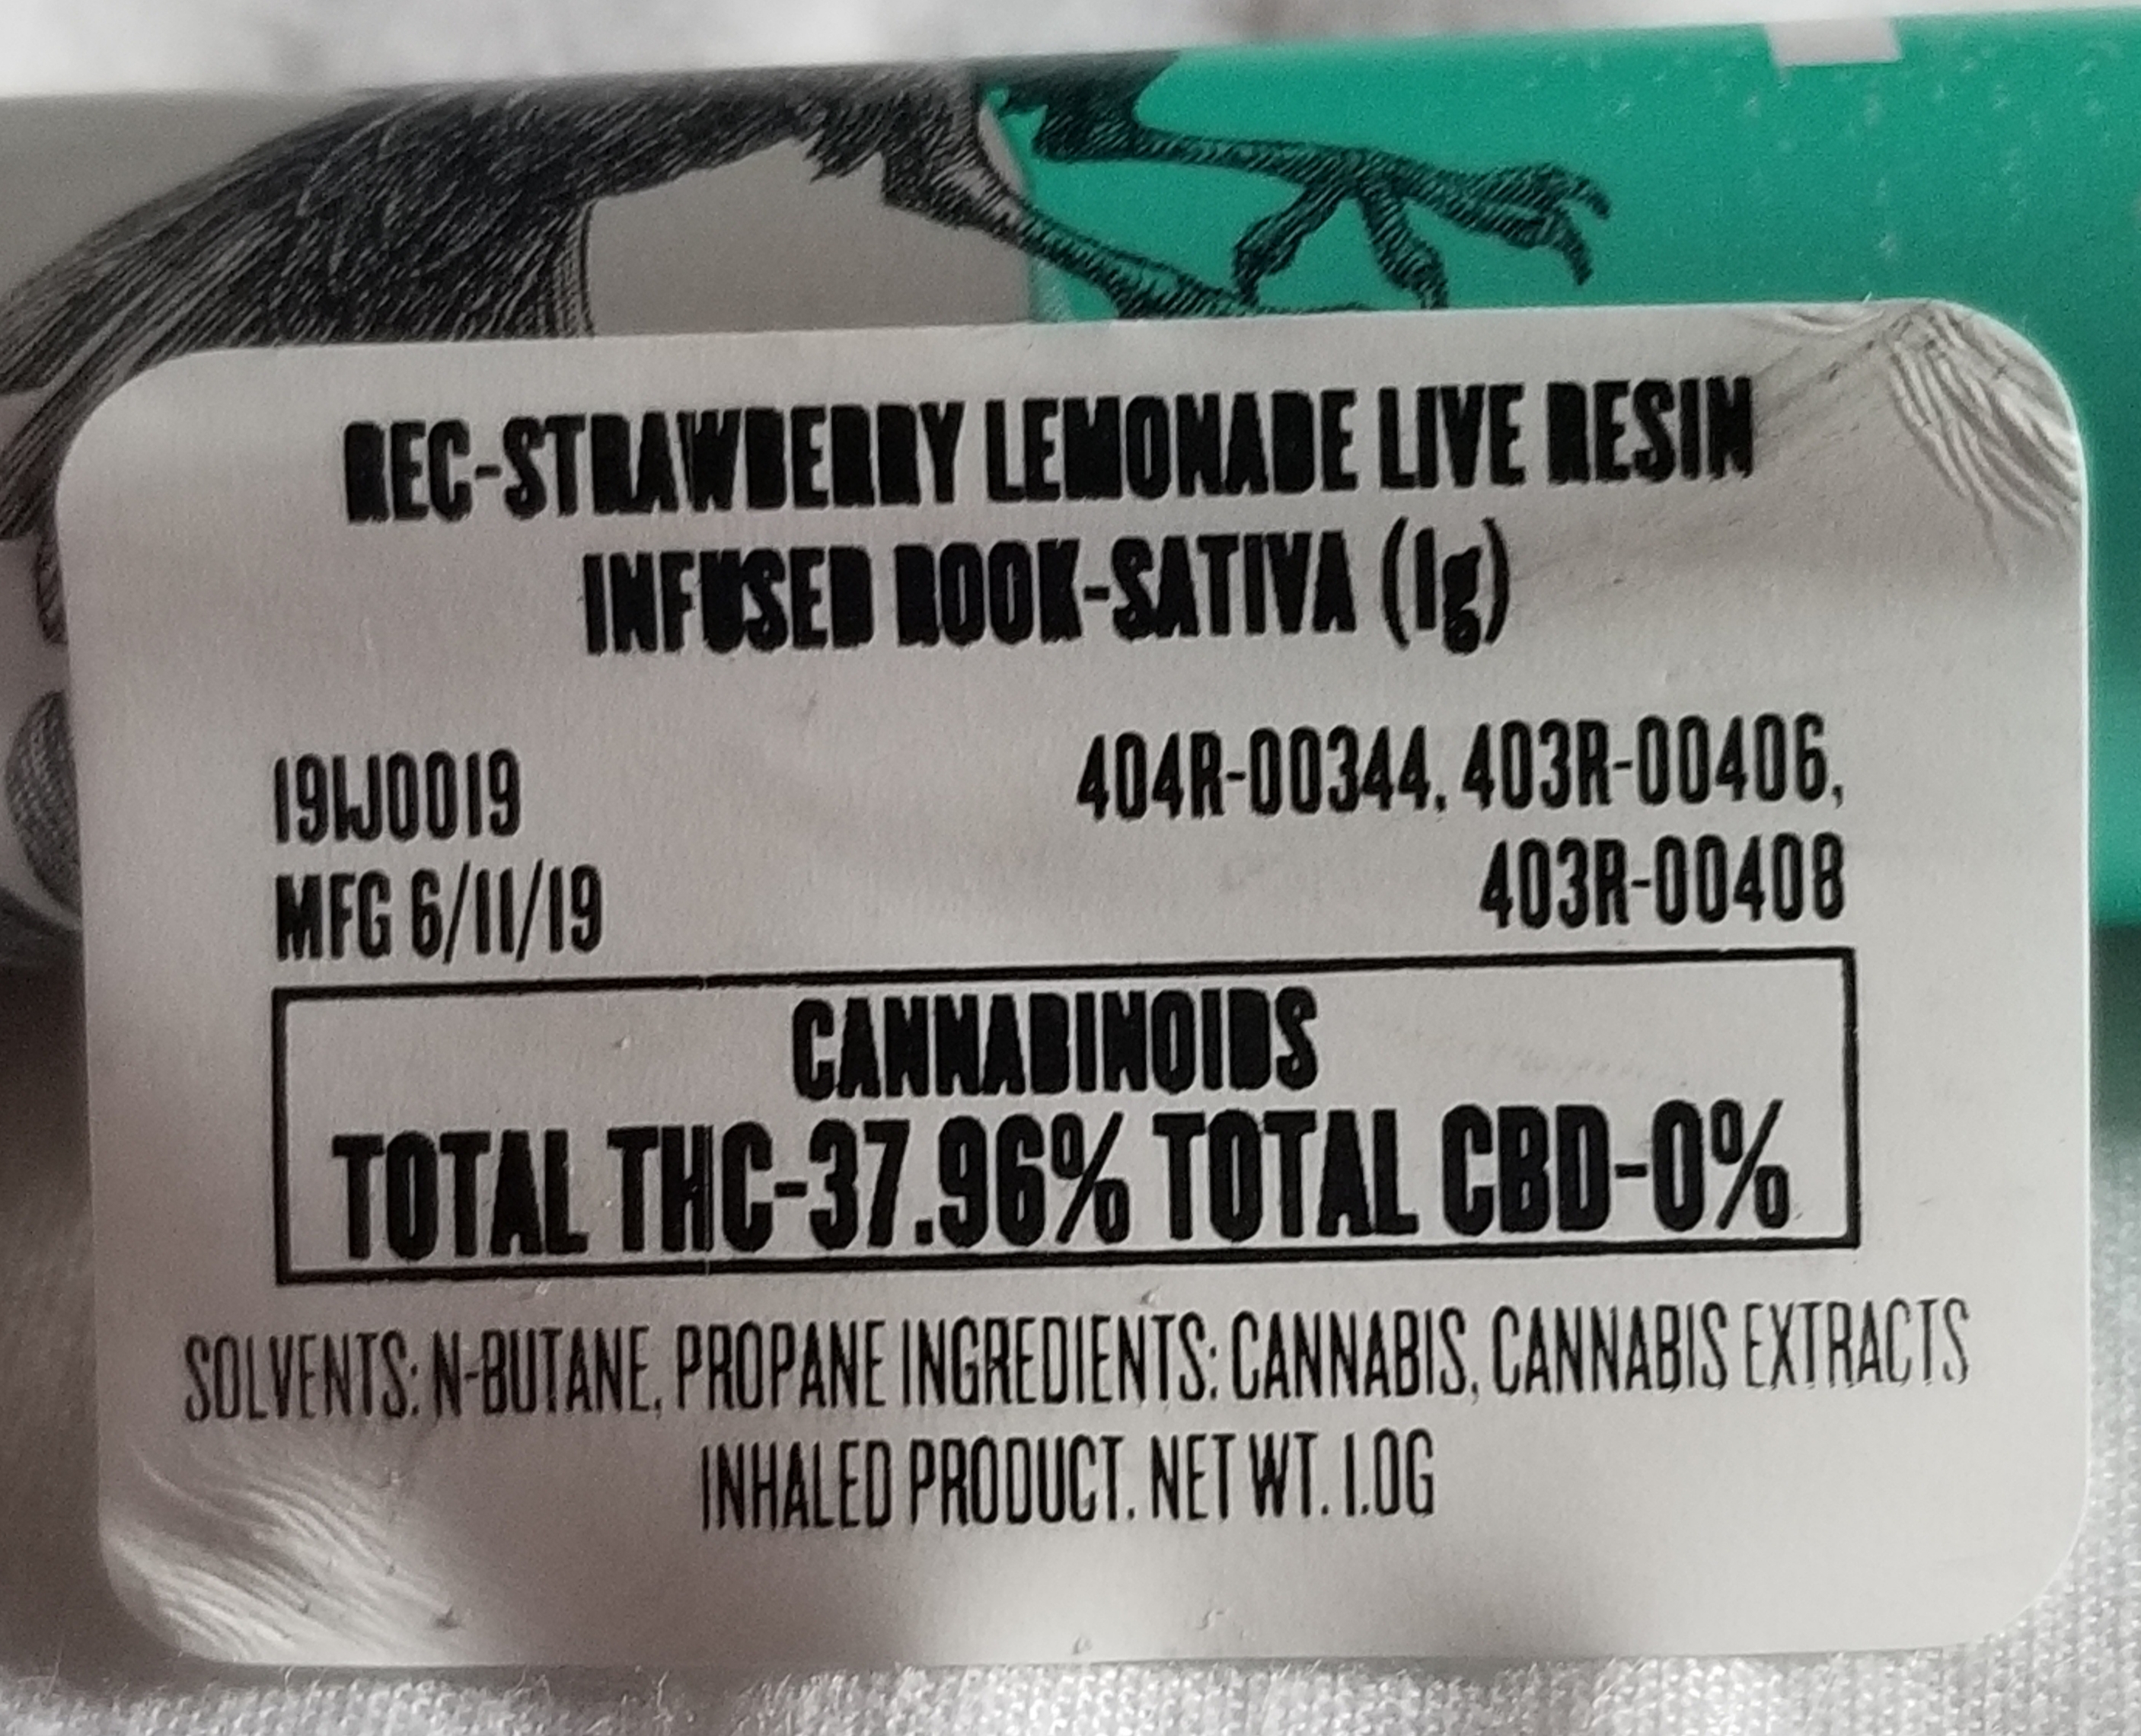 REC-STRAWBERRY LEMONADE LIVE RESIN
INFUSED ROOK-SATIVA (1g)
19IJ0019
MFG 6/11/19
404R-00344, 403R-00406,
403R-00408
CANNABINOIDS
TOTAL THC-37.96% TOTAL CBD-0%
SOLVENTS: N-BUTANE, PROPANE INGREDIENTS: CANNABIS, CANNABIS EXTRACTS
INHALED PRODUCT. NET WT. 1.0G